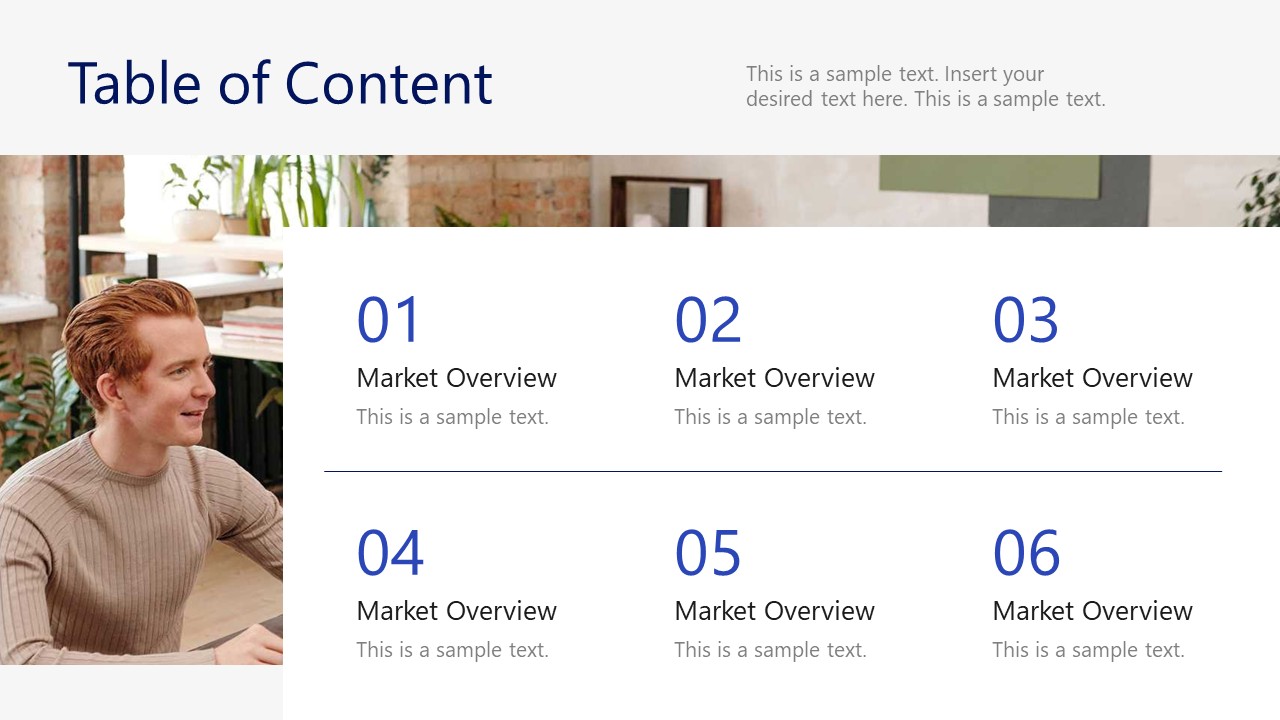 Table of Content
This is a sample text. Insert your
desired text here. This is a sample text.
01
Market Overview
This is a sample text.
02
Market Overview
This is a sample text.
03
Market Overview
This is a sample text.
04
Market Overview
This is a sample text.
05
Market Overview
This is a sample text.
06
Market Overview
This is a sample text.